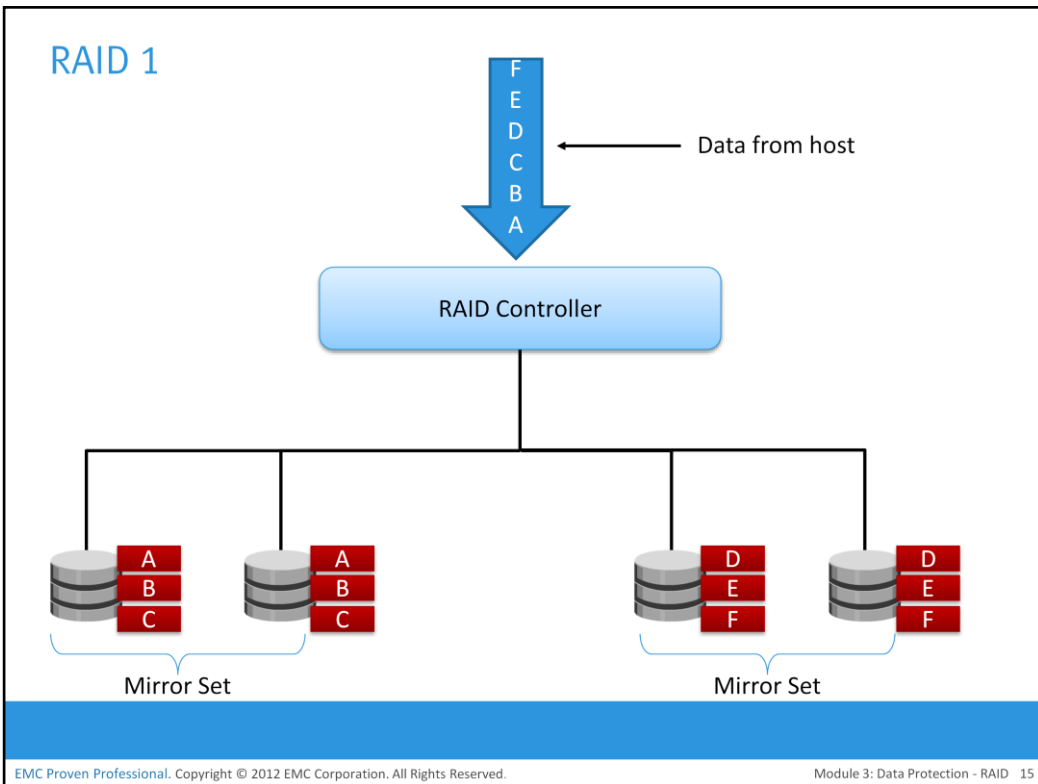 RAID 1
F
E
D
C
B
A
Data from host
RAID Controller
A
B
C
A
B
C
D
E
F
D
E
F
Mirror Set
Mirror Set
EMC Proven Professional. Copyright © 2012 EMC Corporation. All Rights Reserved.
Module 3: Data Protection - RAID 15